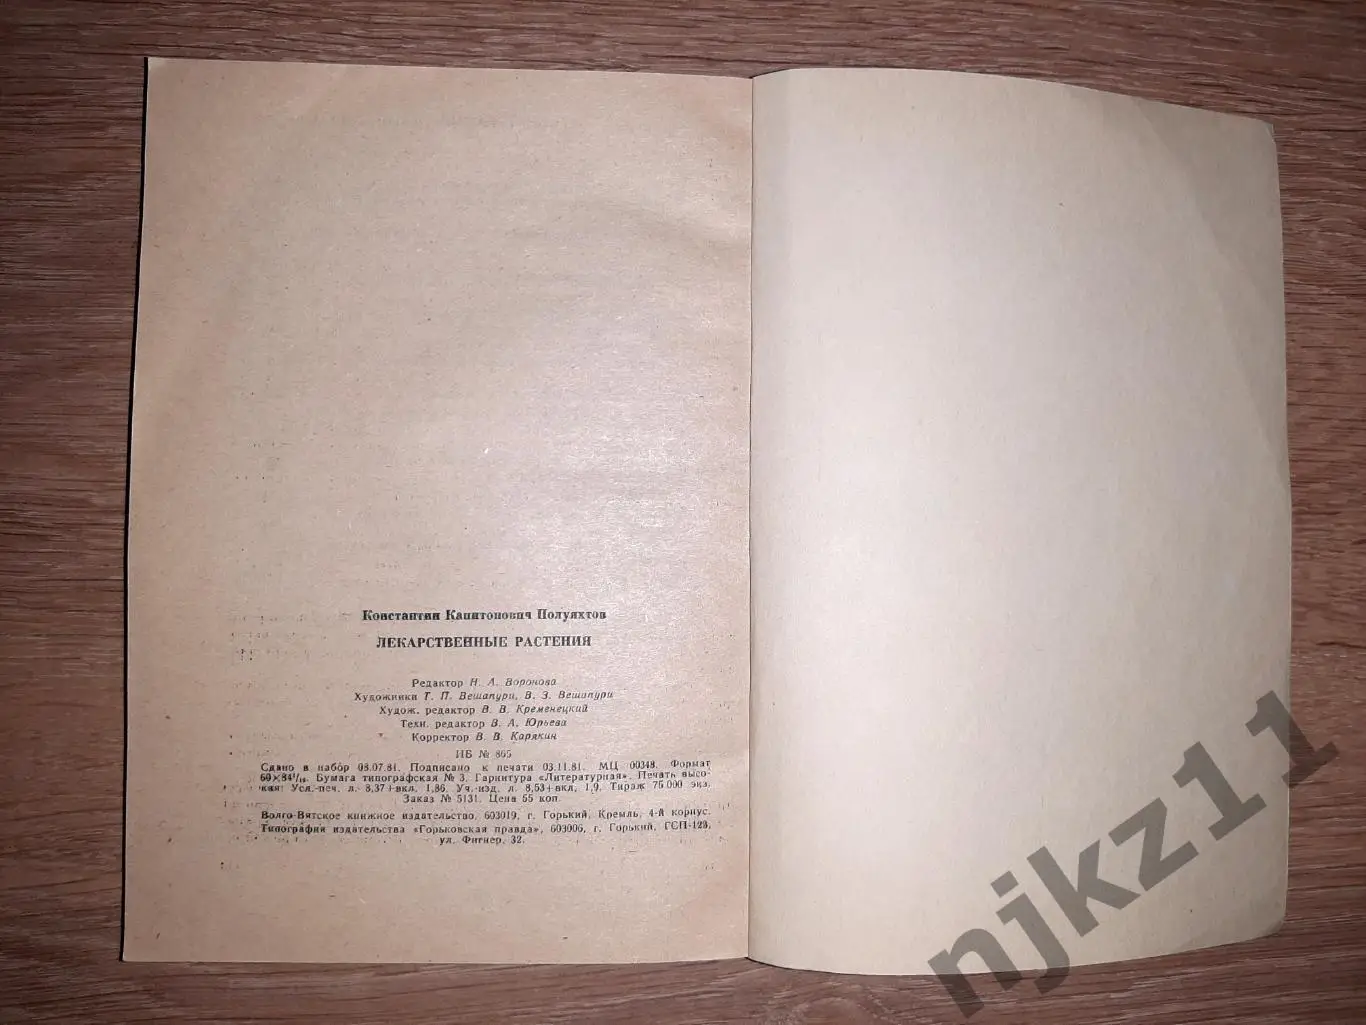 Константин Капитонович Полуяхтов
ЛЕКАРСТВЕННЫЕ РАСТЕНИЯ
Редактор Н. А. Воронова
Художники Т. П. Вешапури, В. З. Вешапури
Худож. редактор В. В. Кременецкий
Техн. редактор В. А. Юрьева
Корректор В. В. Карякин
ИБ № 865
Сдано в набор 08.07.81. Подписано к печати 03.11.81. МЦ 00348. Формат
60×84¹/₁₆. Бумага типографская № 3. Гарнитура «Литературная». Печать высо-
кая. Усл.-печ. л. 8,37+вкл. 1,86. Уч.-изд. л. 8,53+вкл. 1,9. Тираж 75 000 экз.
Заказ № 5131. Цена 55 коп.
Волго-Вятское книжное издательство, 603019, г. Горький, Кремль, 4-й корпус.
Типография издательства «Горьковская правда», 603006, г. Горький, ГСП-123,
ул. Фигнер, 32.
njkz11